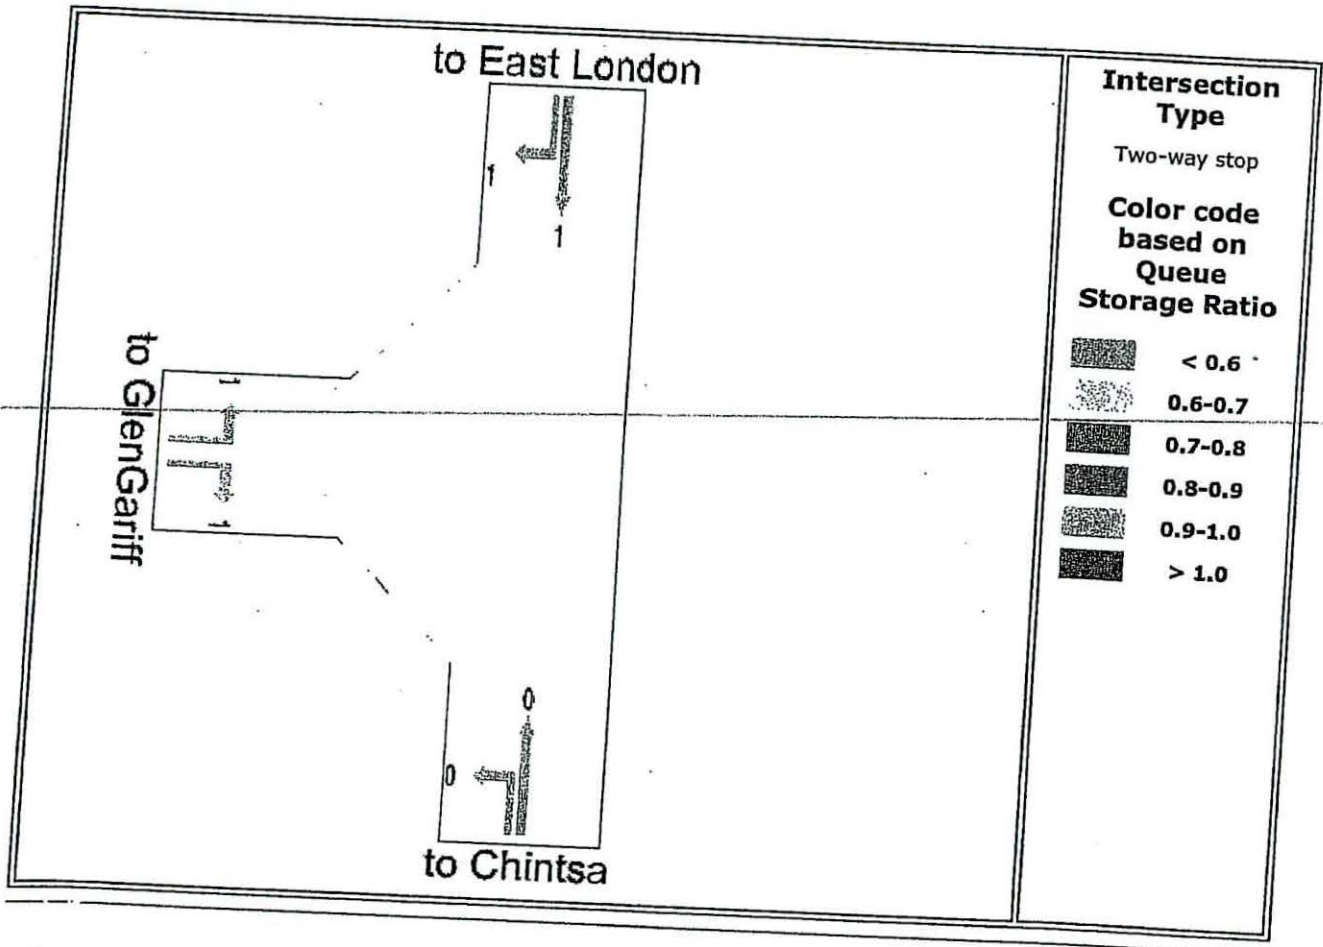 to East London
1
1
to GlenGariff
1
1
0
0
to Chintsa
Intersection
Type
Two-way stop
Color code
based on
Queue
Storage Ratio
< 0.6
0.6-0.7
0.7-0.8
0.8-0.9
0.9-1.0
> 1.0